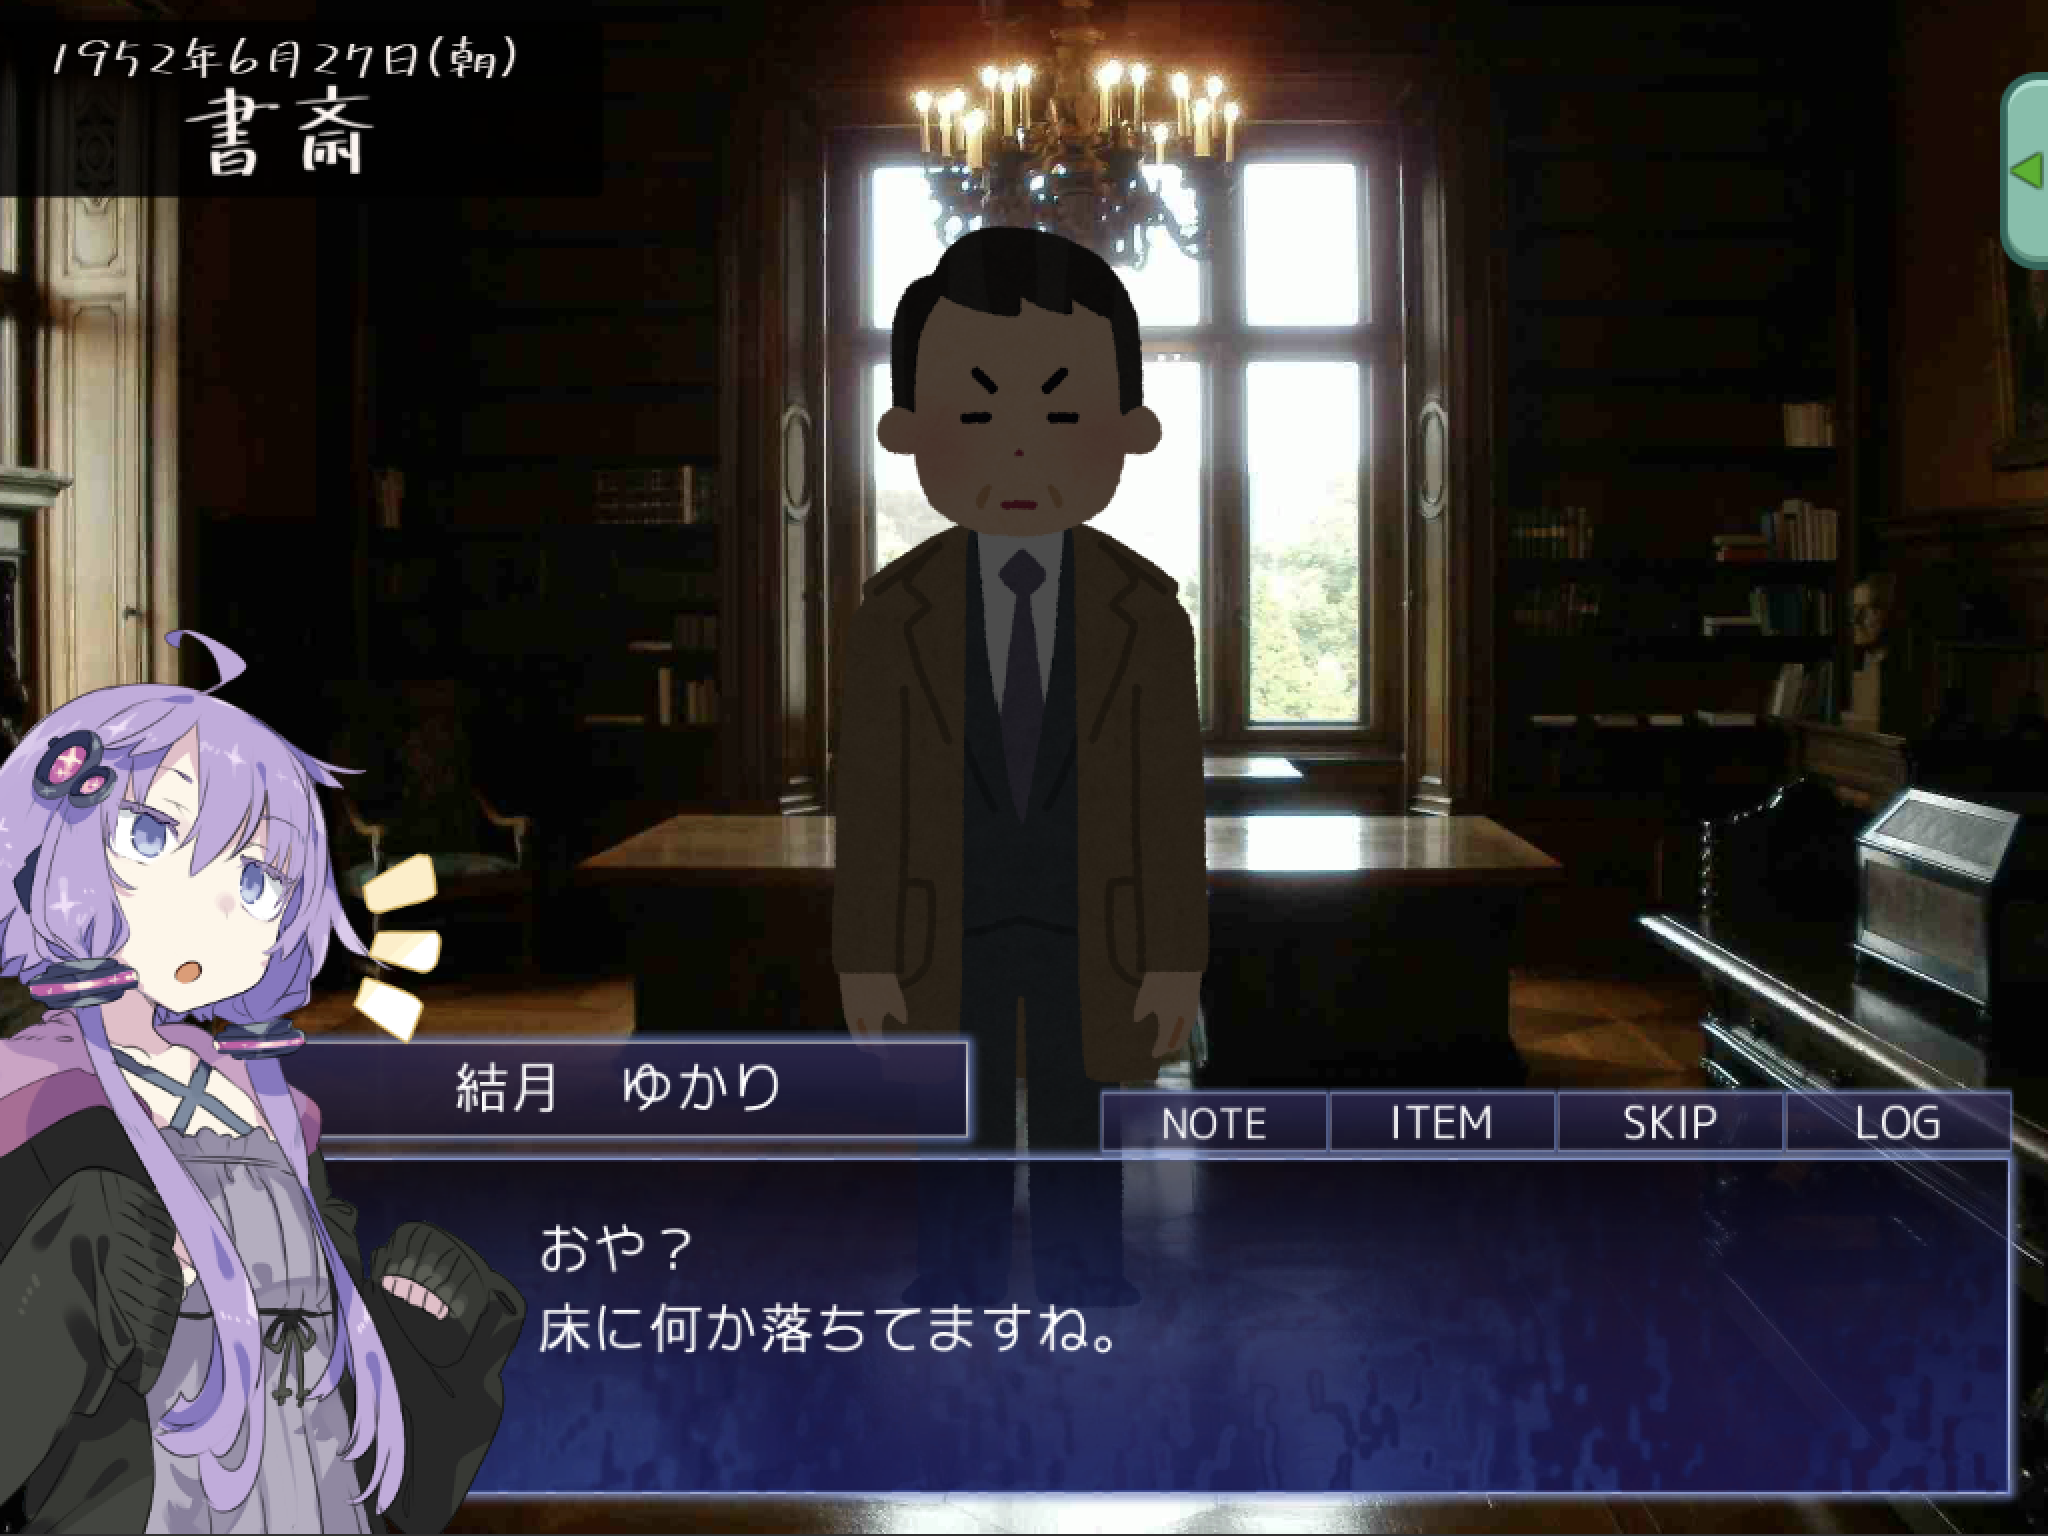 1952年6月27日(朝)
書斎
結月　ゆかり
NOTE
ITEM
SKIP
LOG
おや？
床に何か落ちてますね。